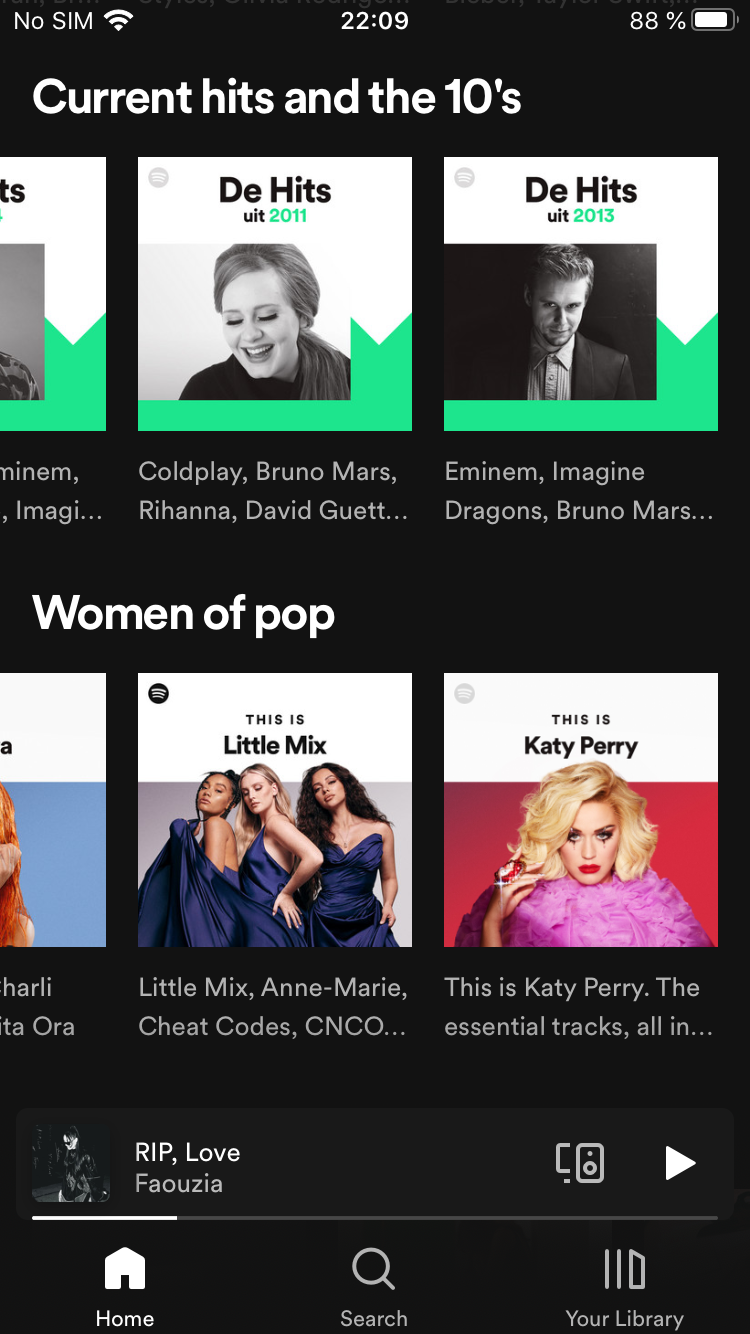 No SIM 22:09 88 %
Current hits and the 10's
ts
De Hits
uit 2011
De Hits
uit 2013
minem,
, Imagi...
Coldplay, Bruno Mars,
Rihanna, David Guett...
Eminem, Imagine
Dragons, Bruno Mars...
Women of pop
a
THIS IS
Little Mix
THIS IS
Katy Perry
Charli
ita Ora
Little Mix, Anne-Marie,
Cheat Codes, CNCO...
This is Katy Perry. The
essential tracks, all in...
RIP, Love
Faouzia
Home
Search
Your Library